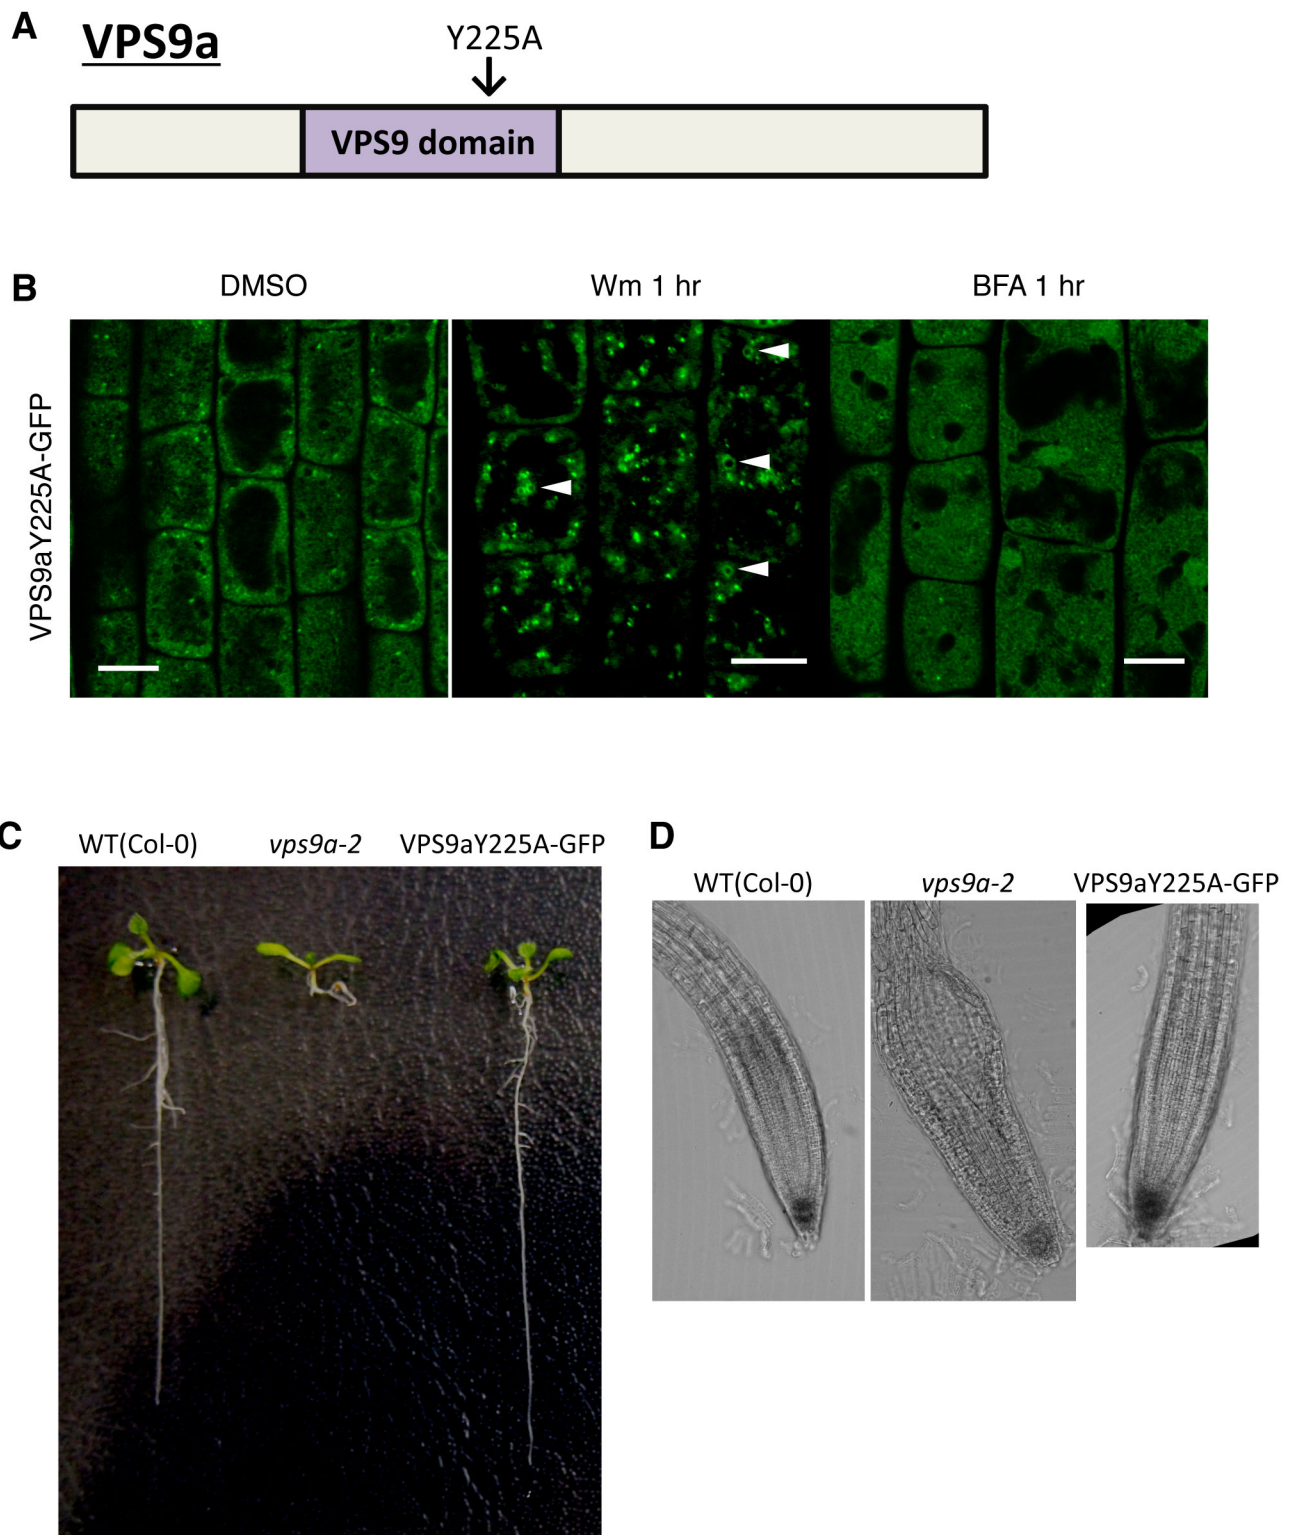 A
VPS9a
Y225A
VPS9 domain
B
DMSO
Wm 1 hr
BFA 1 hr
VPS9aY225A-GFP
C
WT(Col-0)
vps9a-2
VPS9aY225A-GFP
D
WT(Col-0)
vps9a-2
VPS9aY225A-GFP